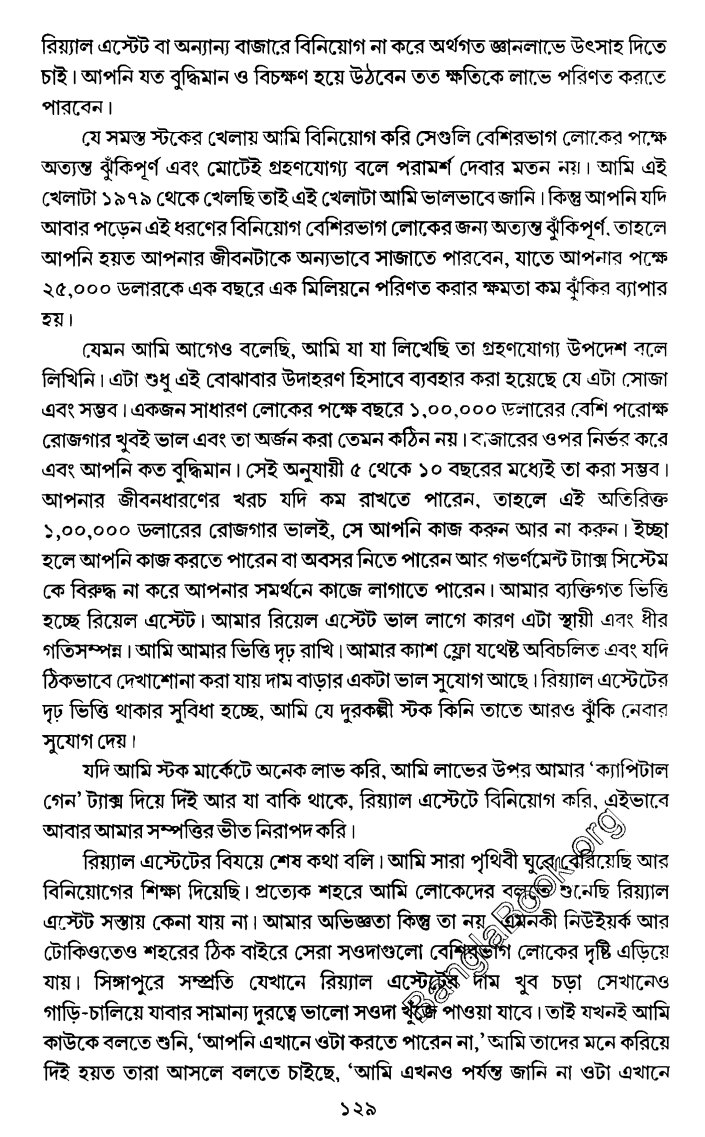 রিয়্যাল এস্টেট বা অন্যান্য বাজারে বিনিয়োগ না করে অর্থগত জ্ঞানলাভে উৎসাহ দিতে
চাই। আপনি যত বুদ্ধিমান ও বিচক্ষণ হয়ে উঠবেন তত ক্ষতিকে লাভে পরিণত করতে
পারবেন।
যে সমস্ত স্টকের খেলায় আমি বিনিয়োগ করি সেগুলি বেশিরভাগ লোকের পক্ষে
অত্যন্ত ঝুঁকিপূর্ণ এবং মোটেই গ্রহণযোগ্য বলে পরামর্শ দেবার মতন নয়। আমি এই
খেলাটা ১৯৭৯ থেকে খেলছি তাই এই খেলাটা আমি ভালভাবে জানি। কিন্তু আপনি যদি
আবার পড়েন এই ধরণের বিনিয়োগ বেশিরভাগ লোকের জন্য অত্যন্ত ঝুঁকিপূর্ণ, তাহলে
আপনি হয়ত আপনার জীবনটাকে অন্যভাবে সাজাতে পারবেন, যাতে আপনার পক্ষে
২৫,০০০ ডলারকে এক বছরে এক মিলিয়নে পরিণত করার ক্ষমতা কম ঝুঁকির ব্যাপার
হয়।
যেমন আমি আগেও বলেছি, আমি যা যা লিখেছি তা গ্রহণযোগ্য উপদেশ বলে
লিখিনি। এটা শুধু এই বোঝাবার উদাহরণ হিসাবে ব্যবহার করা হয়েছে যে এটা সোজা
এবং সম্ভব। একজন সাধারণ লোকের পক্ষে বছরে ১,০০,০০০ ডলারের বেশি পরোক্ষ
রোজগার খুবই ভাল এবং তা অর্জন করা তেমন কঠিন নয়। বাজারের ওপর নির্ভর করে
এবং আপনি কত বুদ্ধিমান। সেই অনুযায়ী ৫ থেকে ১০ বছরের মধ্যেই তা করা সম্ভব।
আপনার জীবনধারণের খরচ যদি কম রাখতে পারেন, তাহলে এই অতিরিক্ত
১,০০,০০০ ডলারের রোজগার ভালই, সে আপনি কাজ করুন আর না করুন। ইচ্ছা
হলে আপনি কাজ করতে পারেন বা অবসর নিতে পারেন আর গভর্ণমেন্ট ট্যাক্স সিস্টেম
কে বিরুদ্ধ না করে আপনার সমর্থনে কাজে লাগাতে পারেন। আমার ব্যক্তিগত ভিত্তি
হচ্ছে রিয়েল এস্টেট। আমার রিয়েল এস্টেট ভাল লাগে কারণ এটা স্থায়ী এবং ধীর
গতিসম্পন্ন। আমি আমার ভিত্তি দৃঢ় রাখি। আমার ক্যাশ ফ্লো যথেষ্ট অবিচলিত এবং যদি
ঠিকভাবে দেখাশোনা করা যায় দাম বাড়ার একটা ভাল সুযোগ আছে। রিয়্যাল এস্টেটের
দৃঢ় ভিত্তি থাকার সুবিধা হচ্ছে, আমি যে দুরকল্পী স্টক কিনি তাতে আরও ঝুঁকি নেবার
সুযোগ দেয়।
যদি আমি স্টক মার্কেটে অনেক লাভ করি, আমি লাভের উপর আমার ‘ক্যাপিটাল
গেন’ ট্যাক্স দিয়ে দিই আর যা বাকি থাকে, রিয়্যাল এস্টেটে বিনিয়োগ করি, এইভাবে
আবার আমার সম্পত্তির ভীত নিরাপদ করি।
রিয়্যাল এস্টেটের বিষয়ে শেষ কথা বলি। আমি সারা পৃথিবী ঘুরে বেরিয়েছি আর
বিনিয়োগের শিক্ষা দিয়েছি। প্রত্যেক শহরে আমি লোকেদের বলতে শুনেছি রিয়্যাল
এস্টেট সস্তায় কেনা যায় না। আমার অভিজ্ঞতা কিন্তু তা নয়। এমনকী নিউইয়র্ক আর
টোকিওতেও শহরের ঠিক বাইরে সেরা সওদাগুলো বেশিরভাগ লোকের দৃষ্টি এড়িয়ে
যায়। সিঙ্গাপুরে সম্প্রতি যেখানে রিয়্যাল এস্টেটের দাম খুব চড়া সেখানেও
গাড়ি-চালিয়ে যাবার সামান্য দুরত্বে ভালো সওদা খুঁজে পাওয়া যাবে। তাই যখনই আমি
কাউকে বলতে শুনি, ‘আপনি এখানে ওটা করতে পারেন না,’ আমি তাদের মনে করিয়ে
দিই হয়ত তারা আসলে বলতে চাইছে, ‘আমি এখনও পর্যন্ত জানি না ওটা এখানে
১২৯
BanglaBook.org